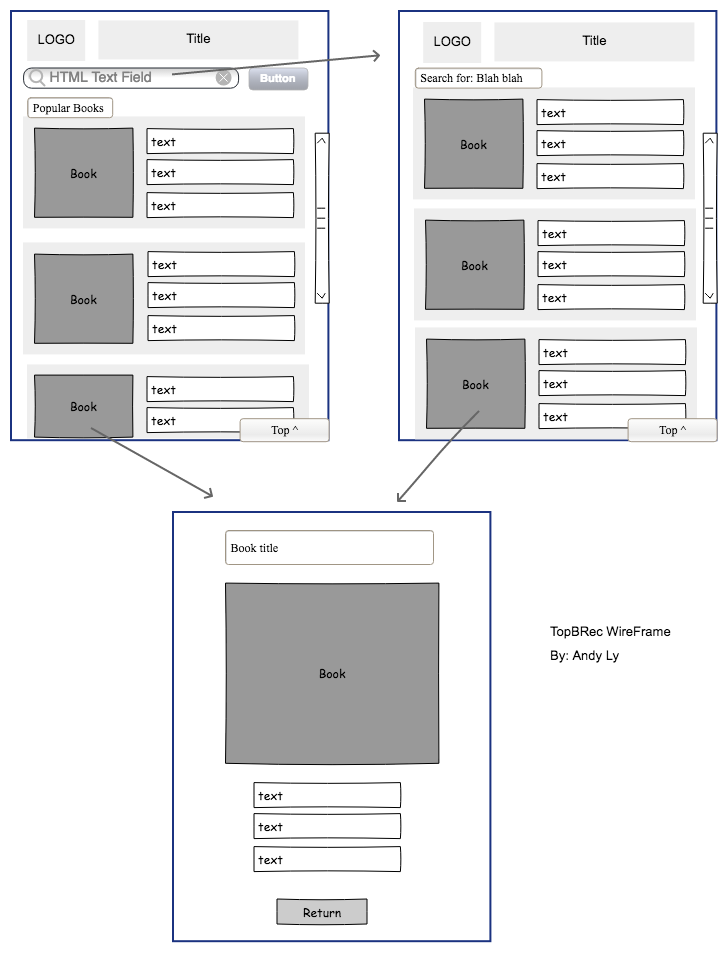 LOGO
Title
HTML Text Field
Button
Popular Books
Book
text
text
text
Book
text
text
text
Book
text
text
Top ^
LOGO
Title
Search for: Blah blah
Book
text
text
text
Book
text
text
text
Book
text
text
text
Top ^
Book title
Book
text
text
text
Return
TopBRec WireFrame
By: Andy Ly